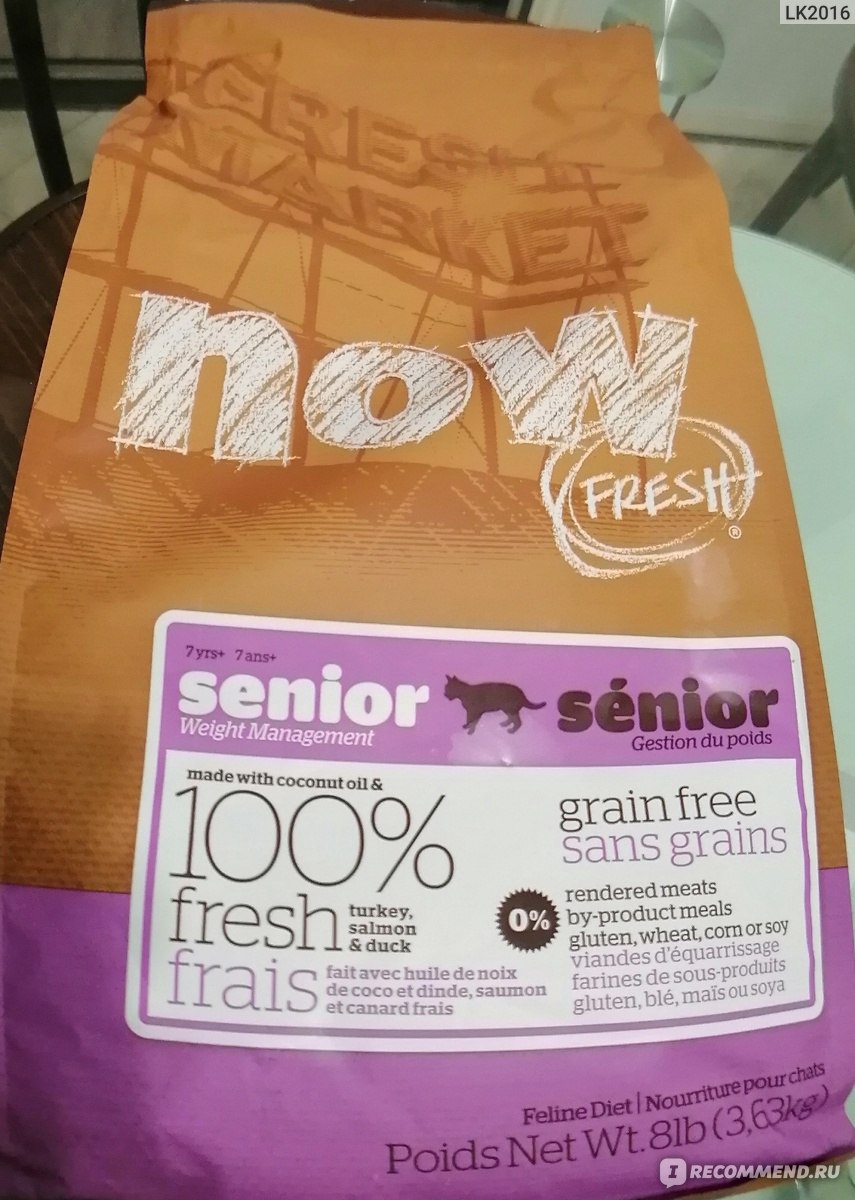 LK2016
FRESH
MARKET
now
FRESH
®
7 yrs+ 7 ans+
senior
Weight Management
sénior
Gestion du poids
made with coconut oil &
100%
fresh
turkey,
salmon
& duck
frais
fait avec huile de noix
de coco et dinde, saumon
et canard frais
grain free
sans grains
0%
rendered meats
by-product meals
gluten, wheat, corn or soy
viandes d'équarrissage
farines de sous-produits
gluten, blé, maïs ou soya
Feline Diet | Nourriture pour chats
Poids Net Wt. 8lb (3,63kg)
I RECOMMEND.RU